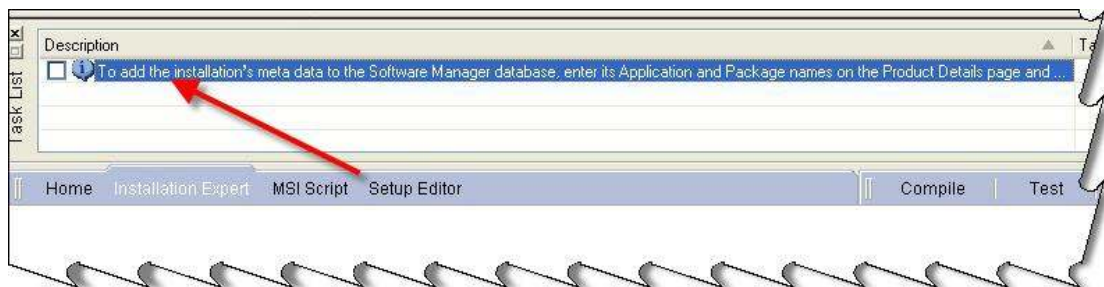 Description
Ta
To add the installation's meta data to the Software Manager database, enter its Application and Package names on the Product Details page and ...
Task List
Home Installation Expert MSI Script Setup Editor Compile Test